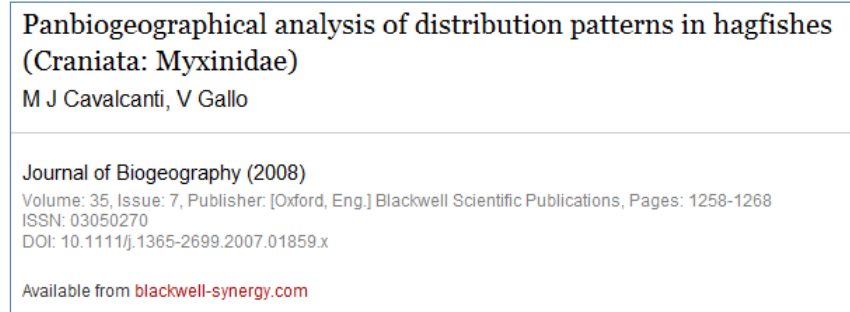 Panbiogeographical analysis of distribution patterns in hagfishes
(Craniata: Myxinidae)
M J Cavalcanti, V Gallo
Journal of Biogeography (2008)
Volume: 35, Issue: 7, Publisher: [Oxford, Eng.] Blackwell Scientific Publications, Pages: 1258-1268
ISSN: 03050270
DOI: 10.1111/j.1365-2699.2007.01859.x
Available from blackwell-synergy.com